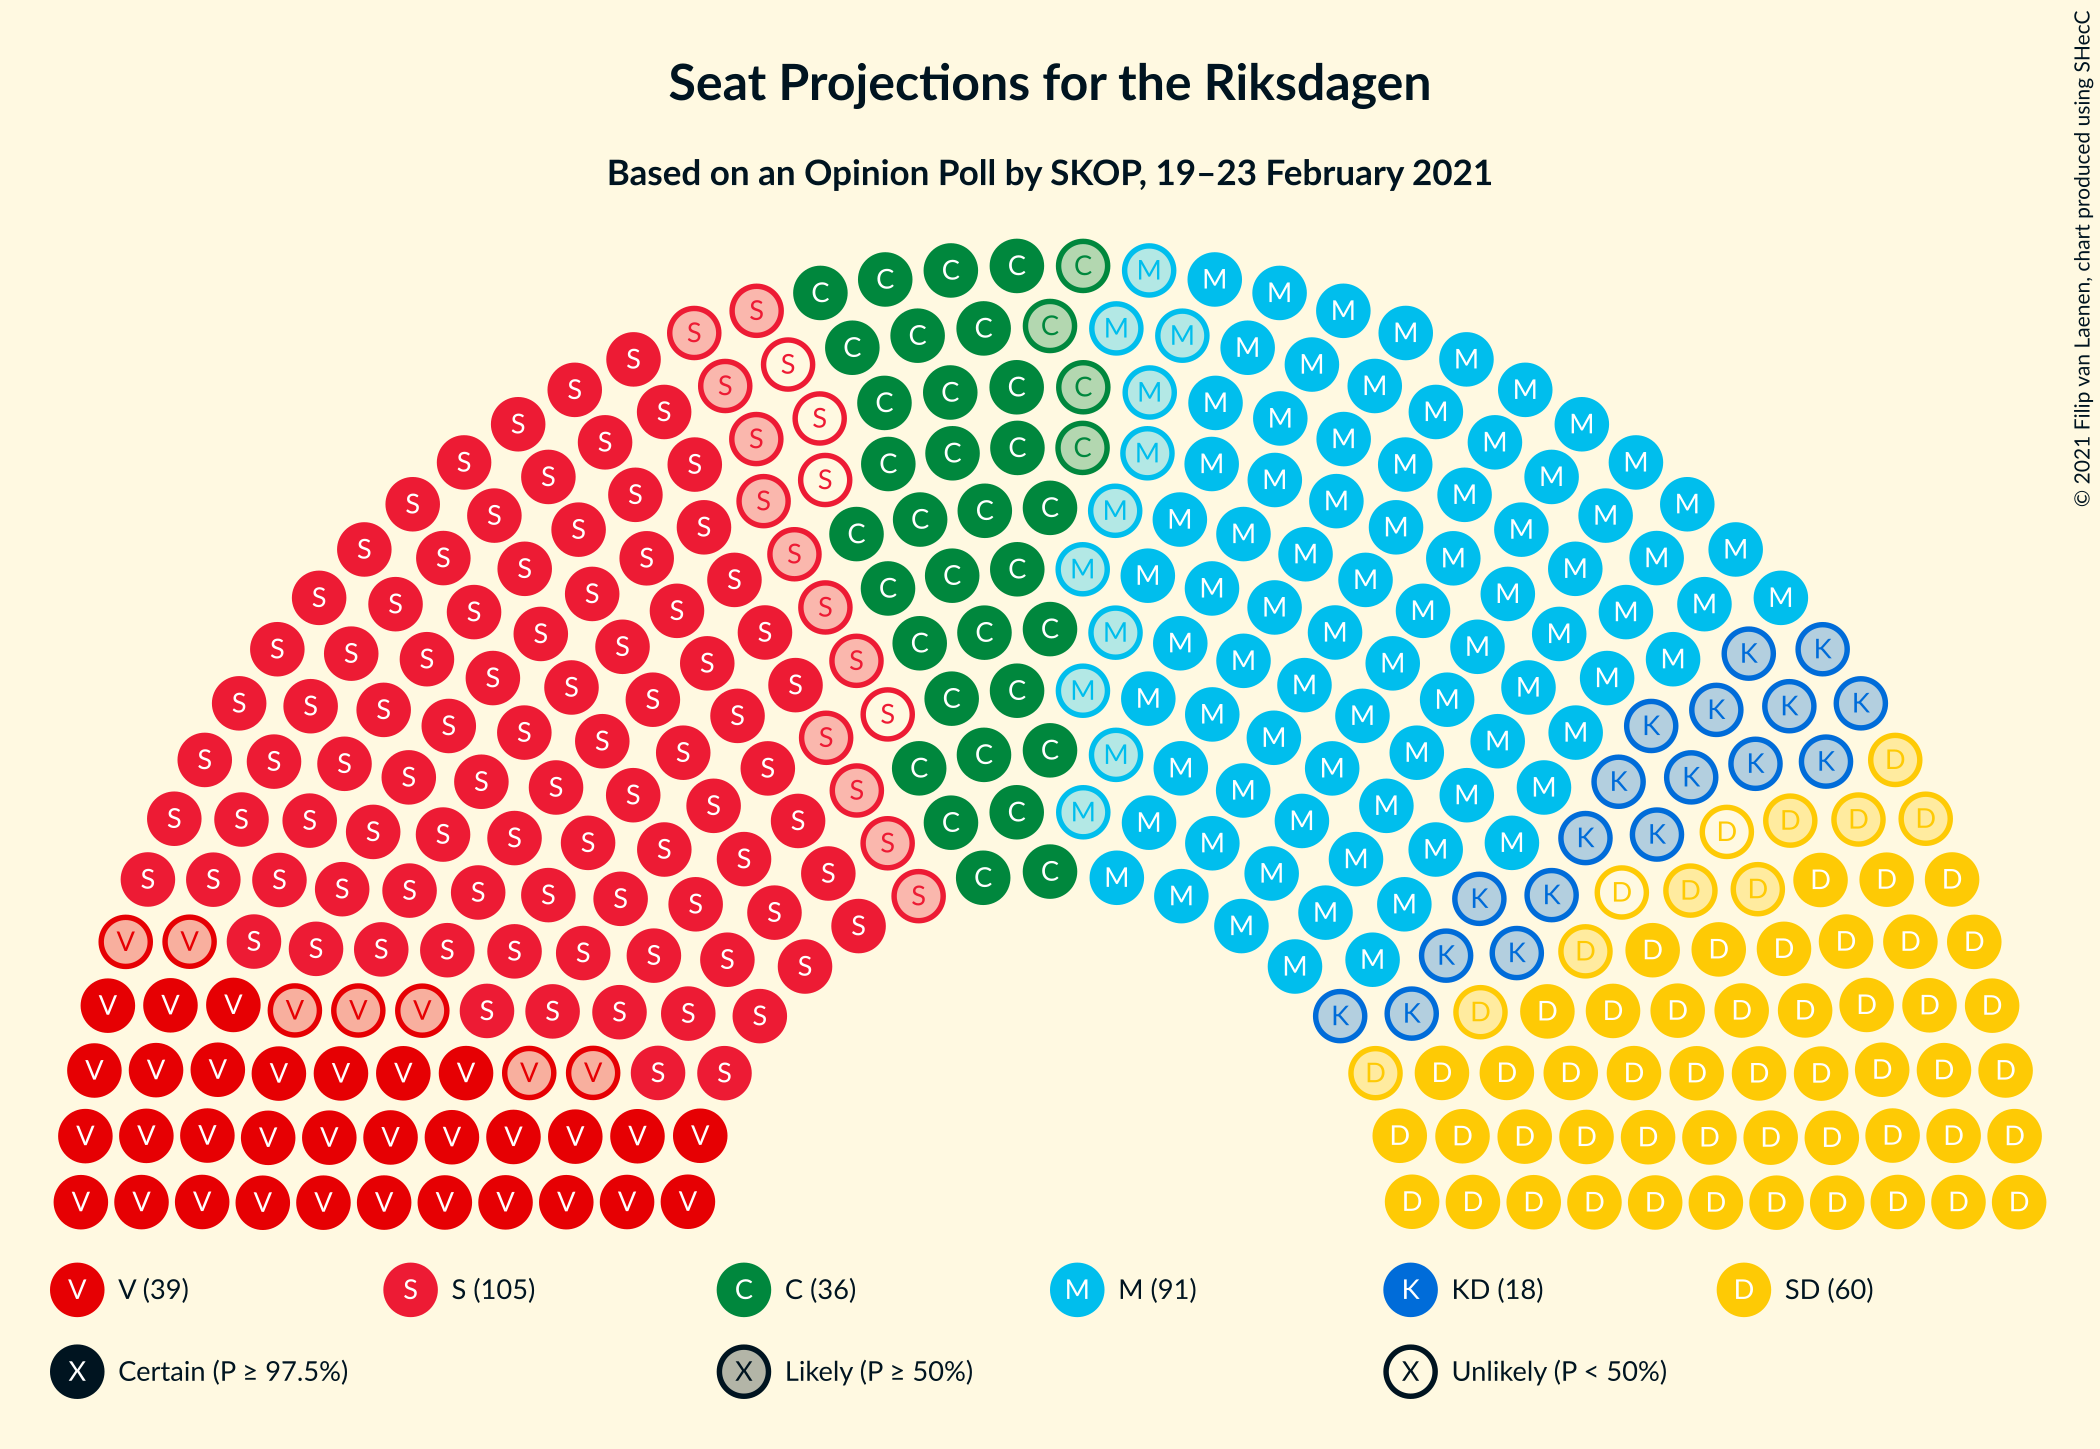 Seat Projections for the Riksdagen
Based on an Opinion Poll by SKOP, 19–23 February 2021
© 2021 Filip van Laenen, chart produced using SHecC
V V (39)
S S (105)
C C (36)
M M (91)
K KD (18)
D SD (60)
X Certain (P ≥ 97.5%)
X Likely (P ≥ 50%)
X Unlikely (P < 50%)